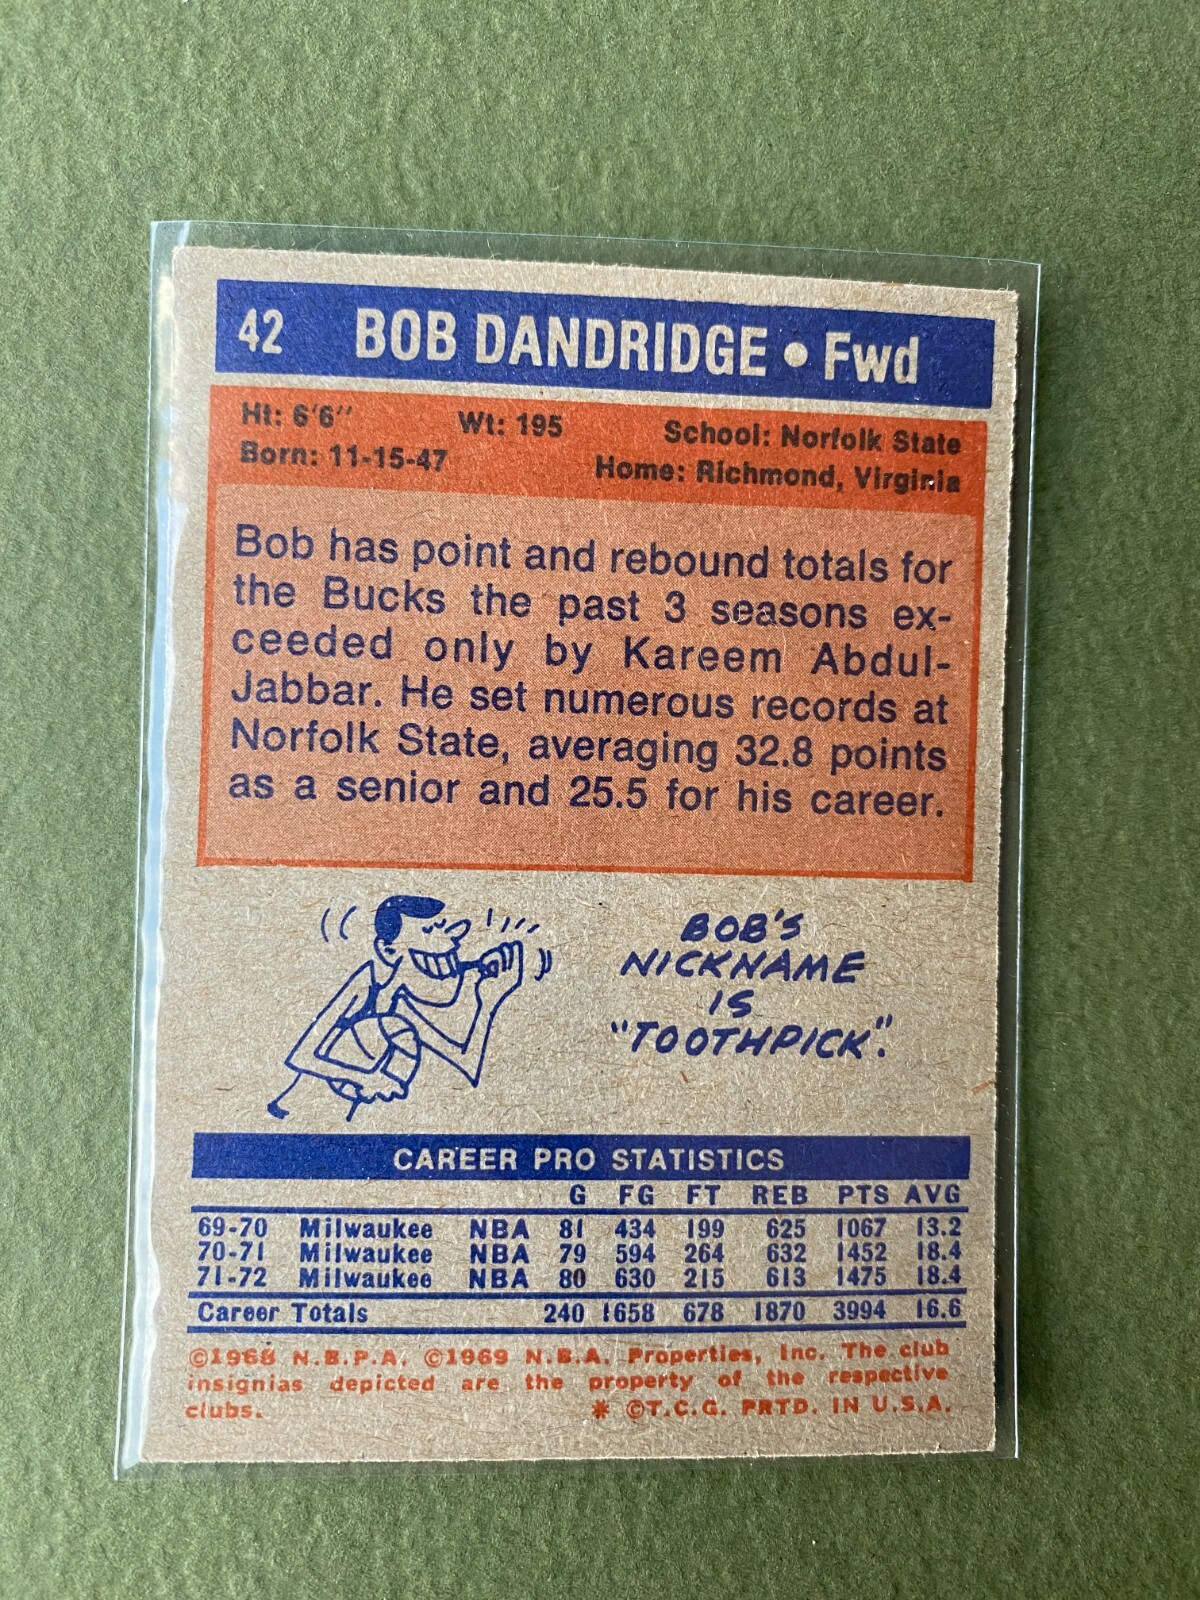 42 BOB DANDRIDGE • Fwd
Ht: 6'6" Wt: 195 School: Norfolk State
Born: 11-15-47 Home: Richmond, Virginia
Bob has point and rebound totals for
the Bucks the past 3 seasons ex-
ceeded only by Kareem Abdul-
Jabbar. He set numerous records at
Norfolk State, averaging 32.8 points
as a senior and 25.5 for his career.
BOB'S
NICKNAME
IS
"TOOTHPICK".
CAREER PRO STATISTICS
G FG FT REB PTS AVG
69-70 Milwaukee NBA 81 434 199 625 1067 13.2
70-71 Milwaukee NBA 79 594 264 632 1452 18.4
71-72 Milwaukee NBA 80 630 215 613 1475 18.4
Career Totals 240 1658 678 1870 3994 16.6
©1968 N.B.P.A. ©1969 N.B.A. Properties, Inc. The club
insignias depicted are the property of the respective
clubs. * ©T.C.G. PRTD. IN U.S.A.